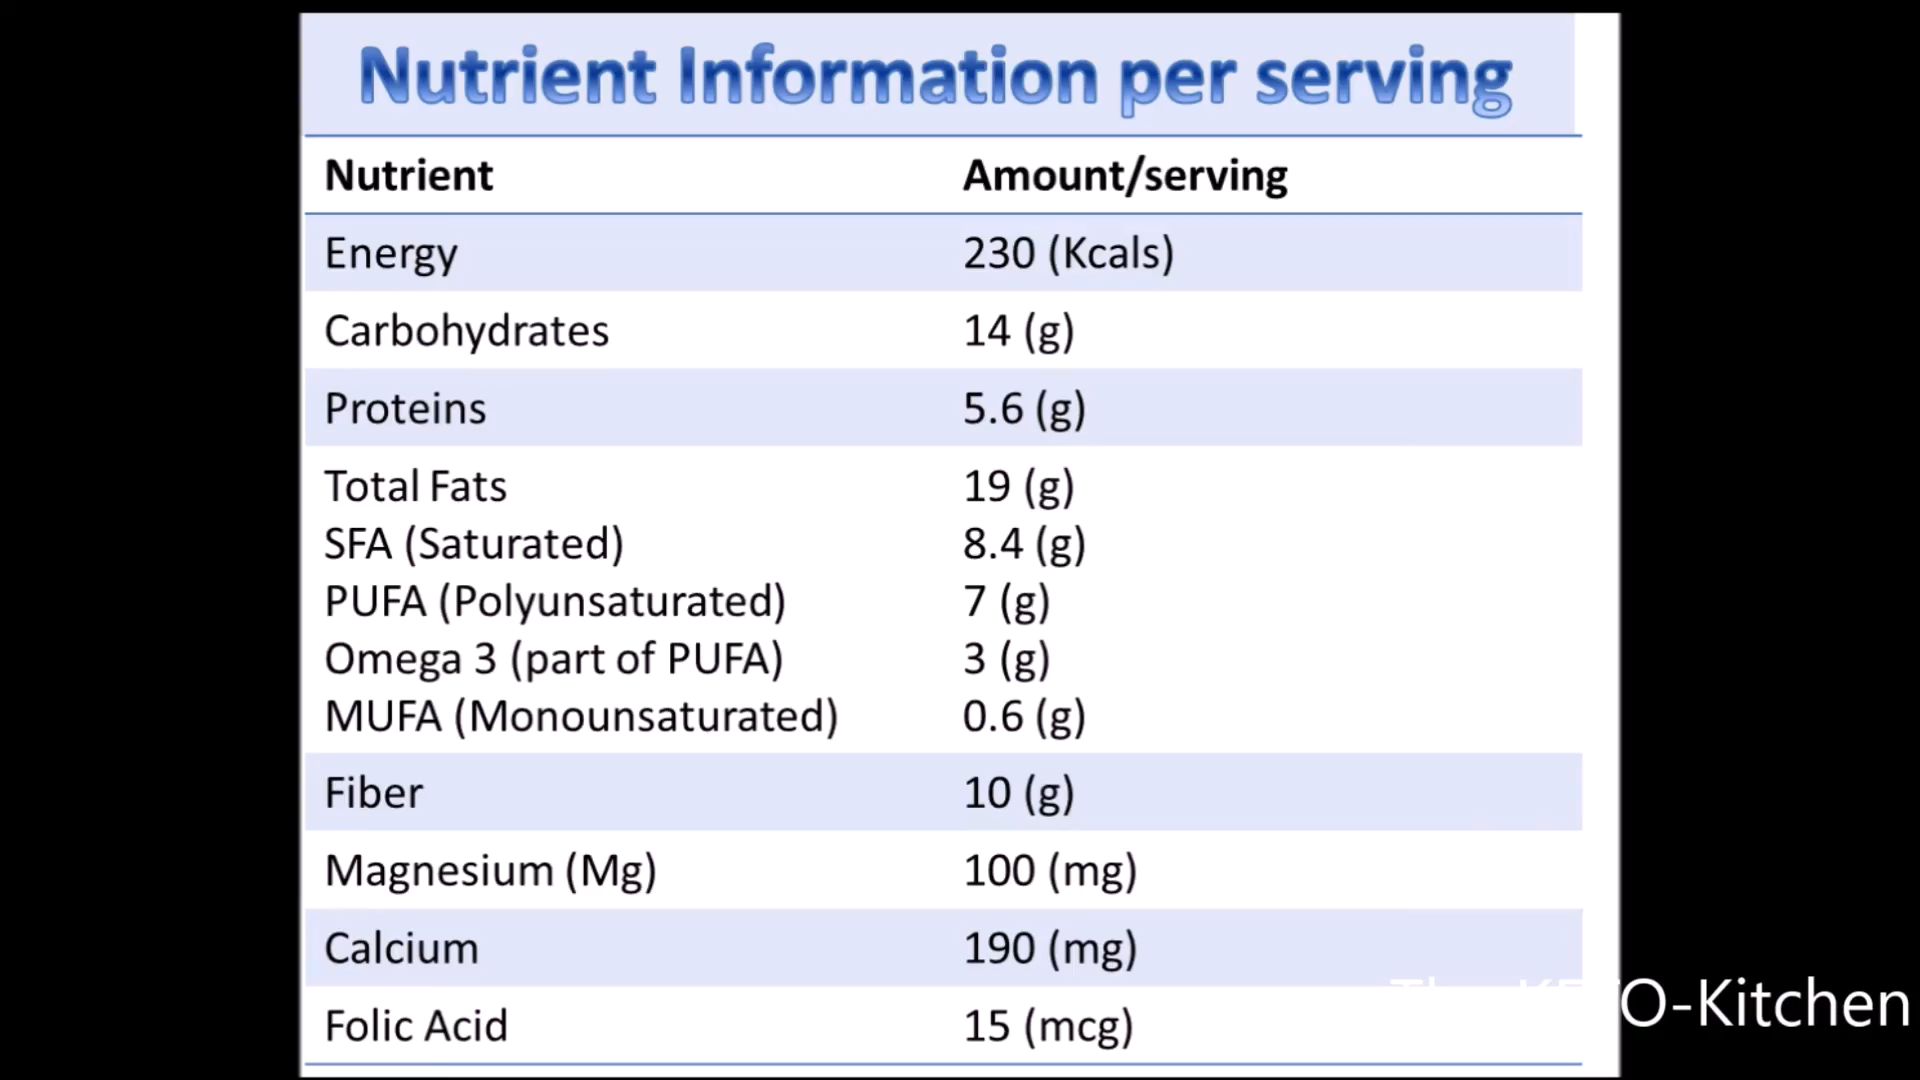 Nutrient Information per serving
Nutrient Amount/serving
Energy 230 (Kcals)
Carbohydrates 14 (g)
Proteins 5.6 (g)
Total Fats 19 (g)
SFA (Saturated) 8.4 (g)
PUFA (Polyunsaturated) 7 (g)
Omega 3 (part of PUFA) 3 (g)
MUFA (Monounsaturated) 0.6 (g)
Fiber 10 (g)
Magnesium (Mg) 100 (mg)
Calcium 190 (mg)
Folic Acid 15 (mcg)
The KETO-Kitchen